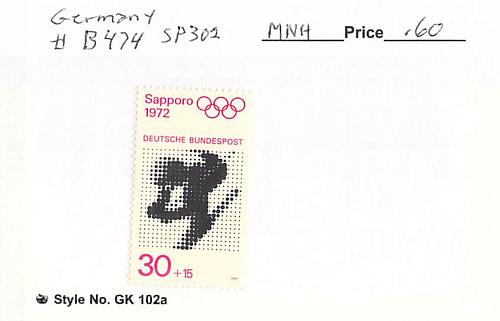 Germany
# B474 SP302 MNH Price .60
Sapporo
1972
DEUTSCHE BUNDESPOST
30+15
Style No. GK 102a